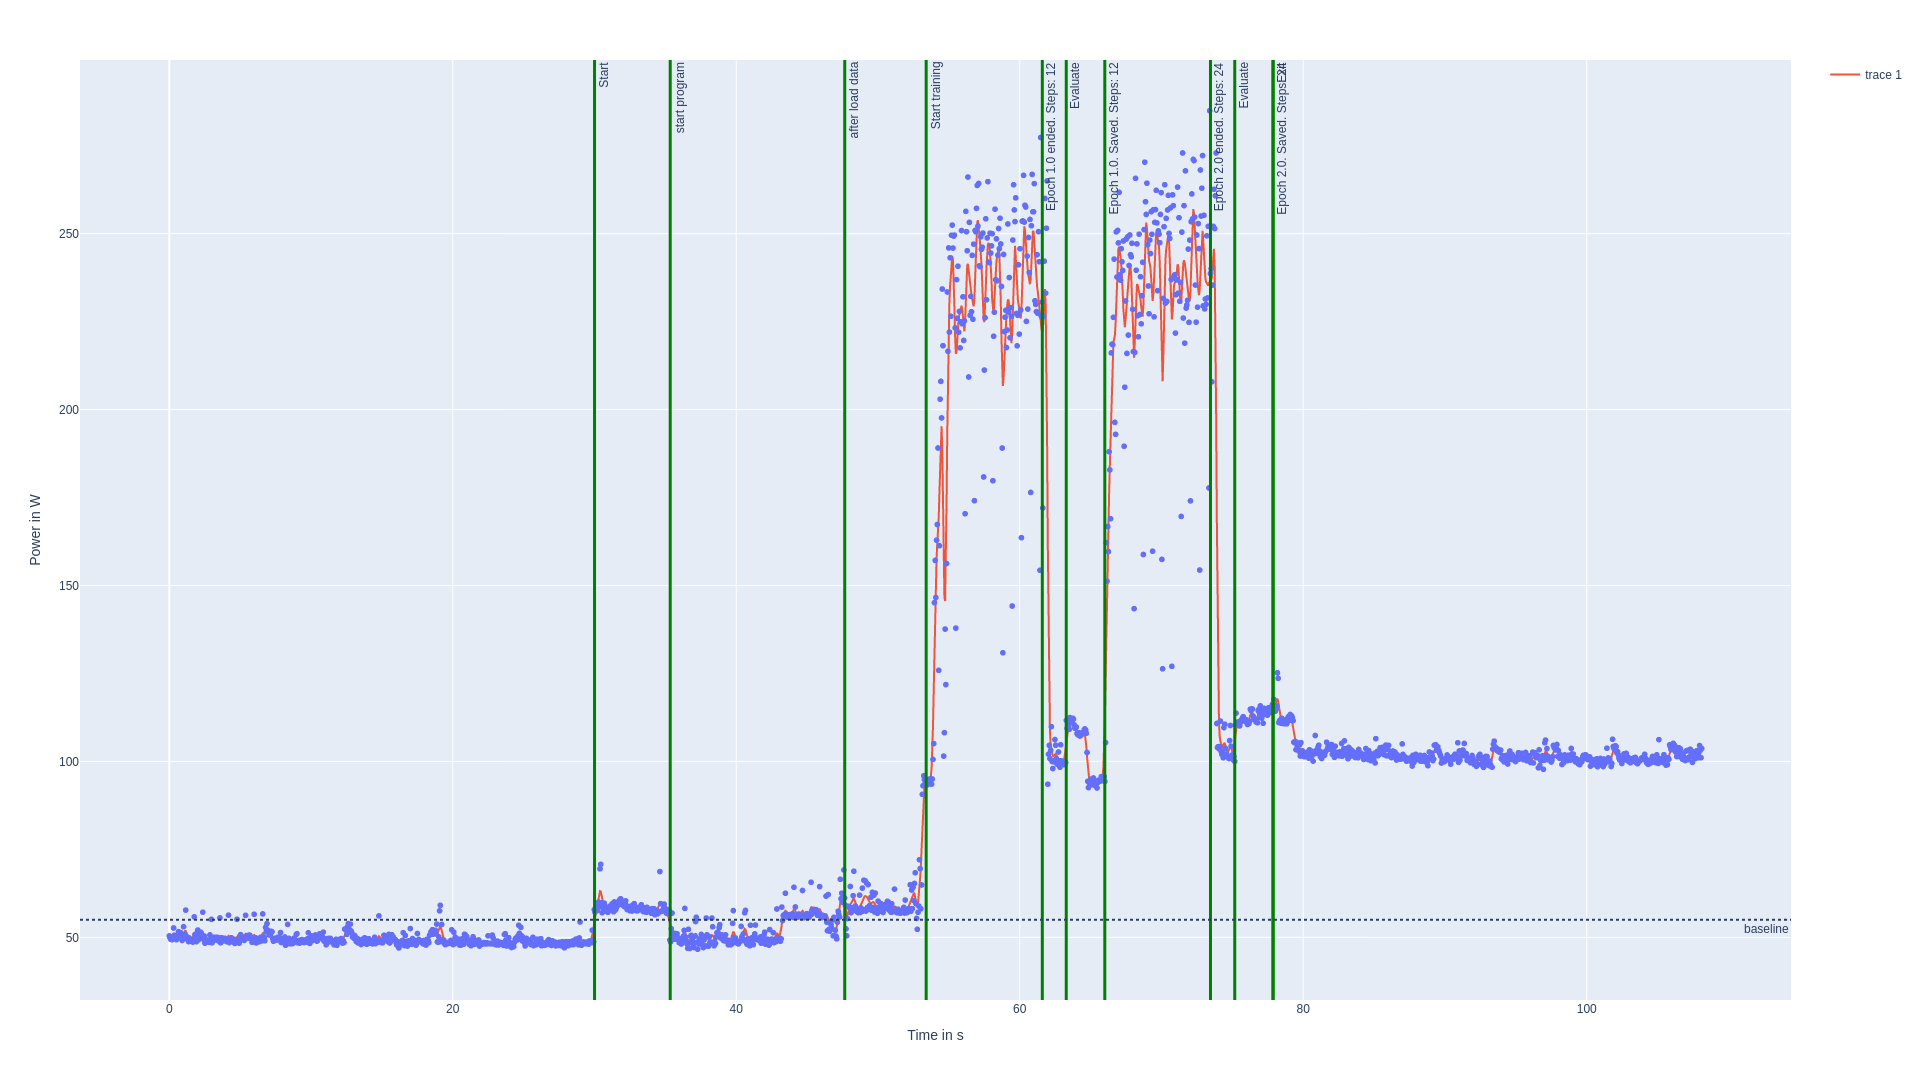 Start
start program
after load data
Start training
Epoch 1.0 ended. Steps: 12
Evaluate
Epoch 1.0. Saved. Steps: 12
Epoch 2.0 ended. Steps: 24
Evaluate
Epoch 2.0. Saved. Steps: 24
Exit
trace 1
250
200
150
100
50
Power in W
baseline
0
20
40
60
80
100
Time in s